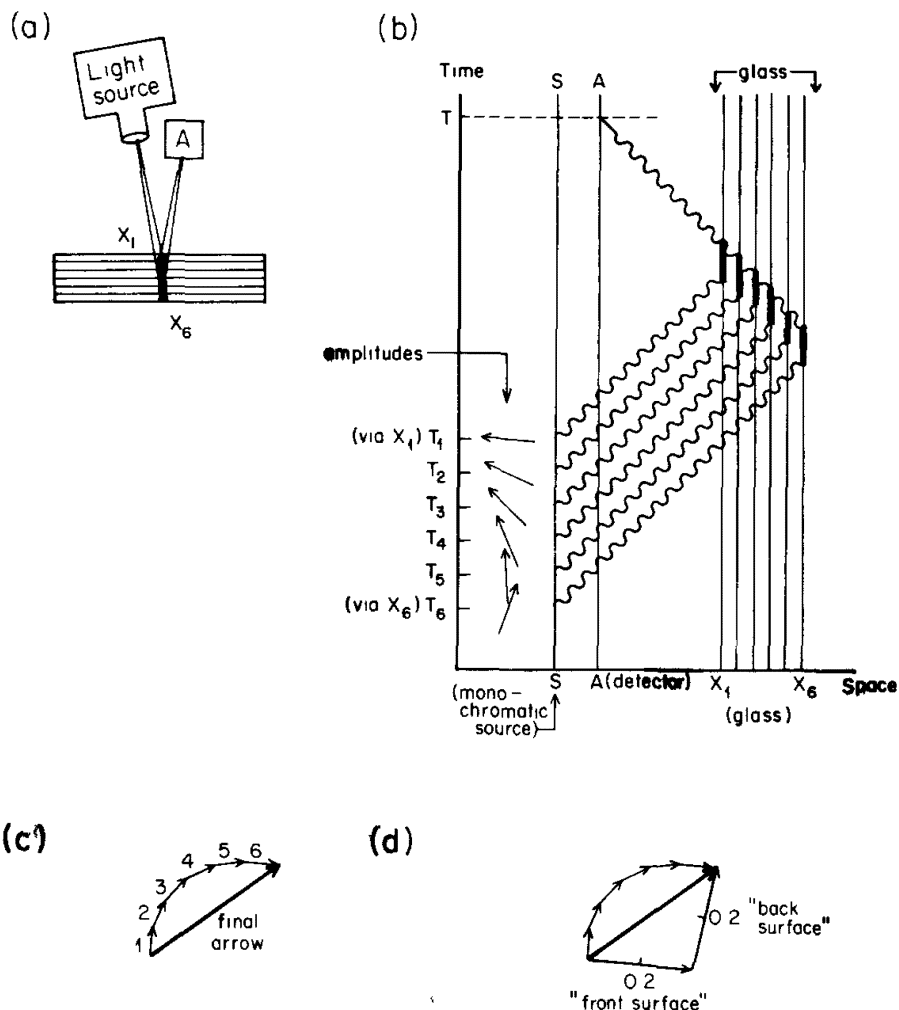 (a)
Light
source
A
X₁
X₆
(b)
Time S A glass
T
amplitudes
(via X₁) T₁
T₂
T₃
T₄
T₅
(via X₆) T₆
S A (detector) X₁ X₆ Space
(mono-
chromatic
source)
(glass)
(c)
1 2 3 4 5 6
final
arrow
(d)
0 2 "back
surface"
0 2
"front surface"